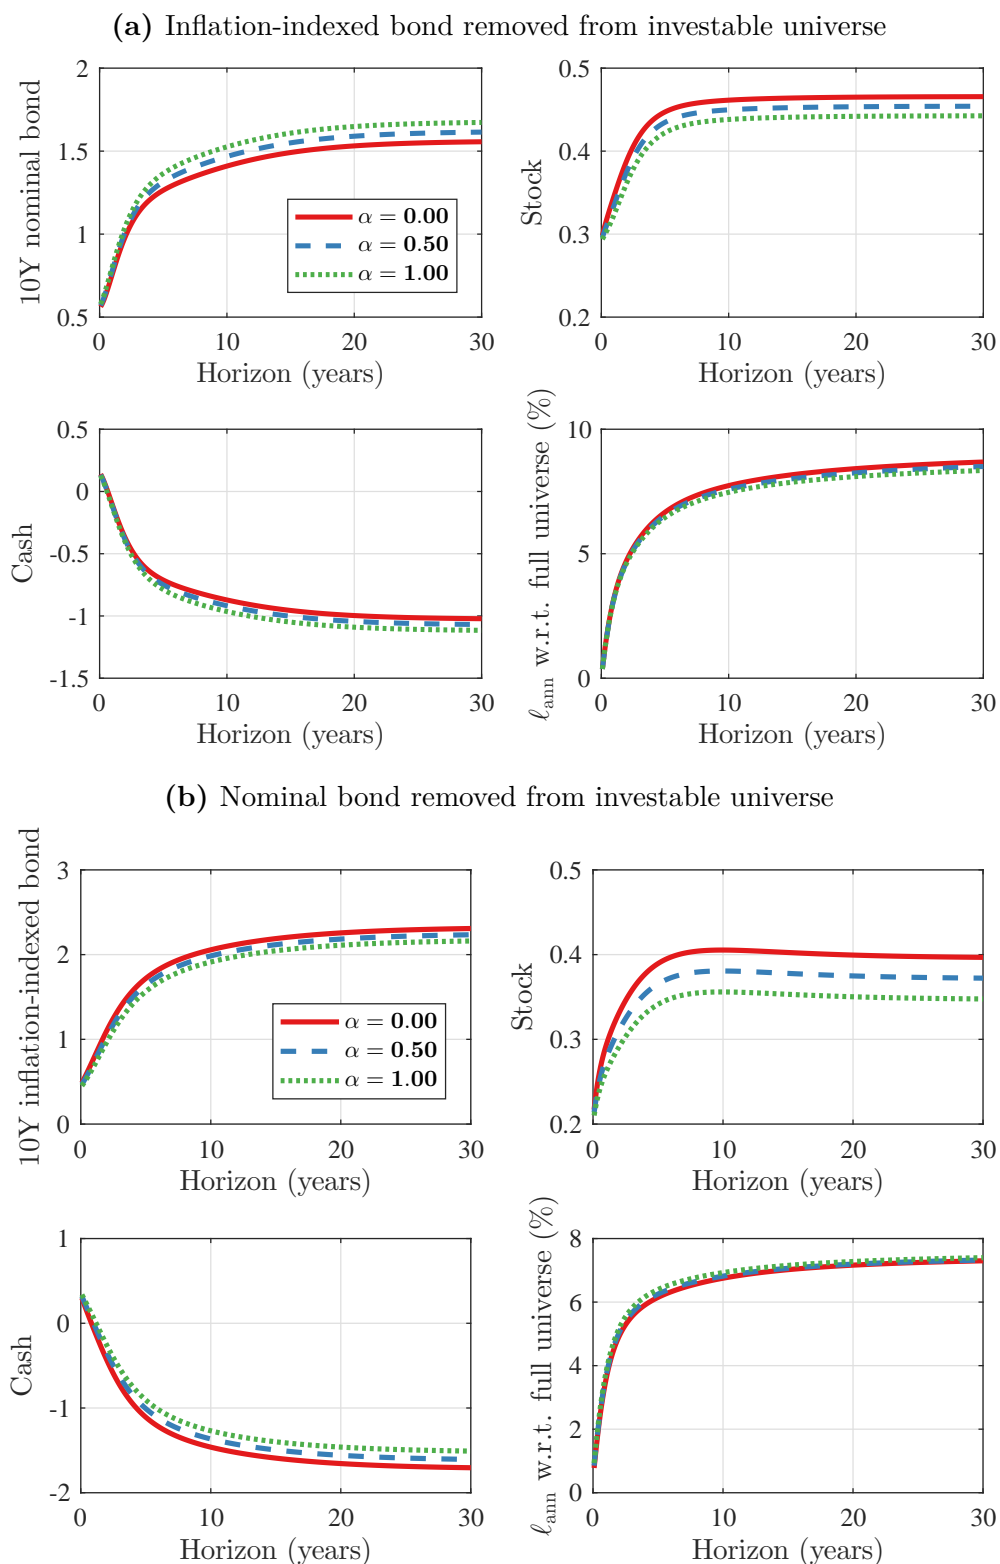 (a) Inflation-indexed bond removed from investable universe
10Y nominal bond
2
1.5
1
0.5
0 10 20 30
Horizon (years)
α = 0.00
α = 0.50
α = 1.00
Stock
0.5
0.4
0.3
0.2
0 10 20 30
Horizon (years)
Cash
0.5
0
-0.5
-1
-1.5
0 10 20 30
Horizon (years)
ℓann w.r.t. full universe (%)
10
5
0
0 10 20 30
Horizon (years)
(b) Nominal bond removed from investable universe
10Y inflation-indexed bond
3
2
1
0
0 10 20 30
Horizon (years)
α = 0.00
α = 0.50
α = 1.00
Stock
0.5
0.4
0.3
0.2
0 10 20 30
Horizon (years)
Cash
1
0
-1
-2
0 10 20 30
Horizon (years)
ℓann w.r.t. full universe (%)
8
6
4
2
0
0 10 20 30
Horizon (years)